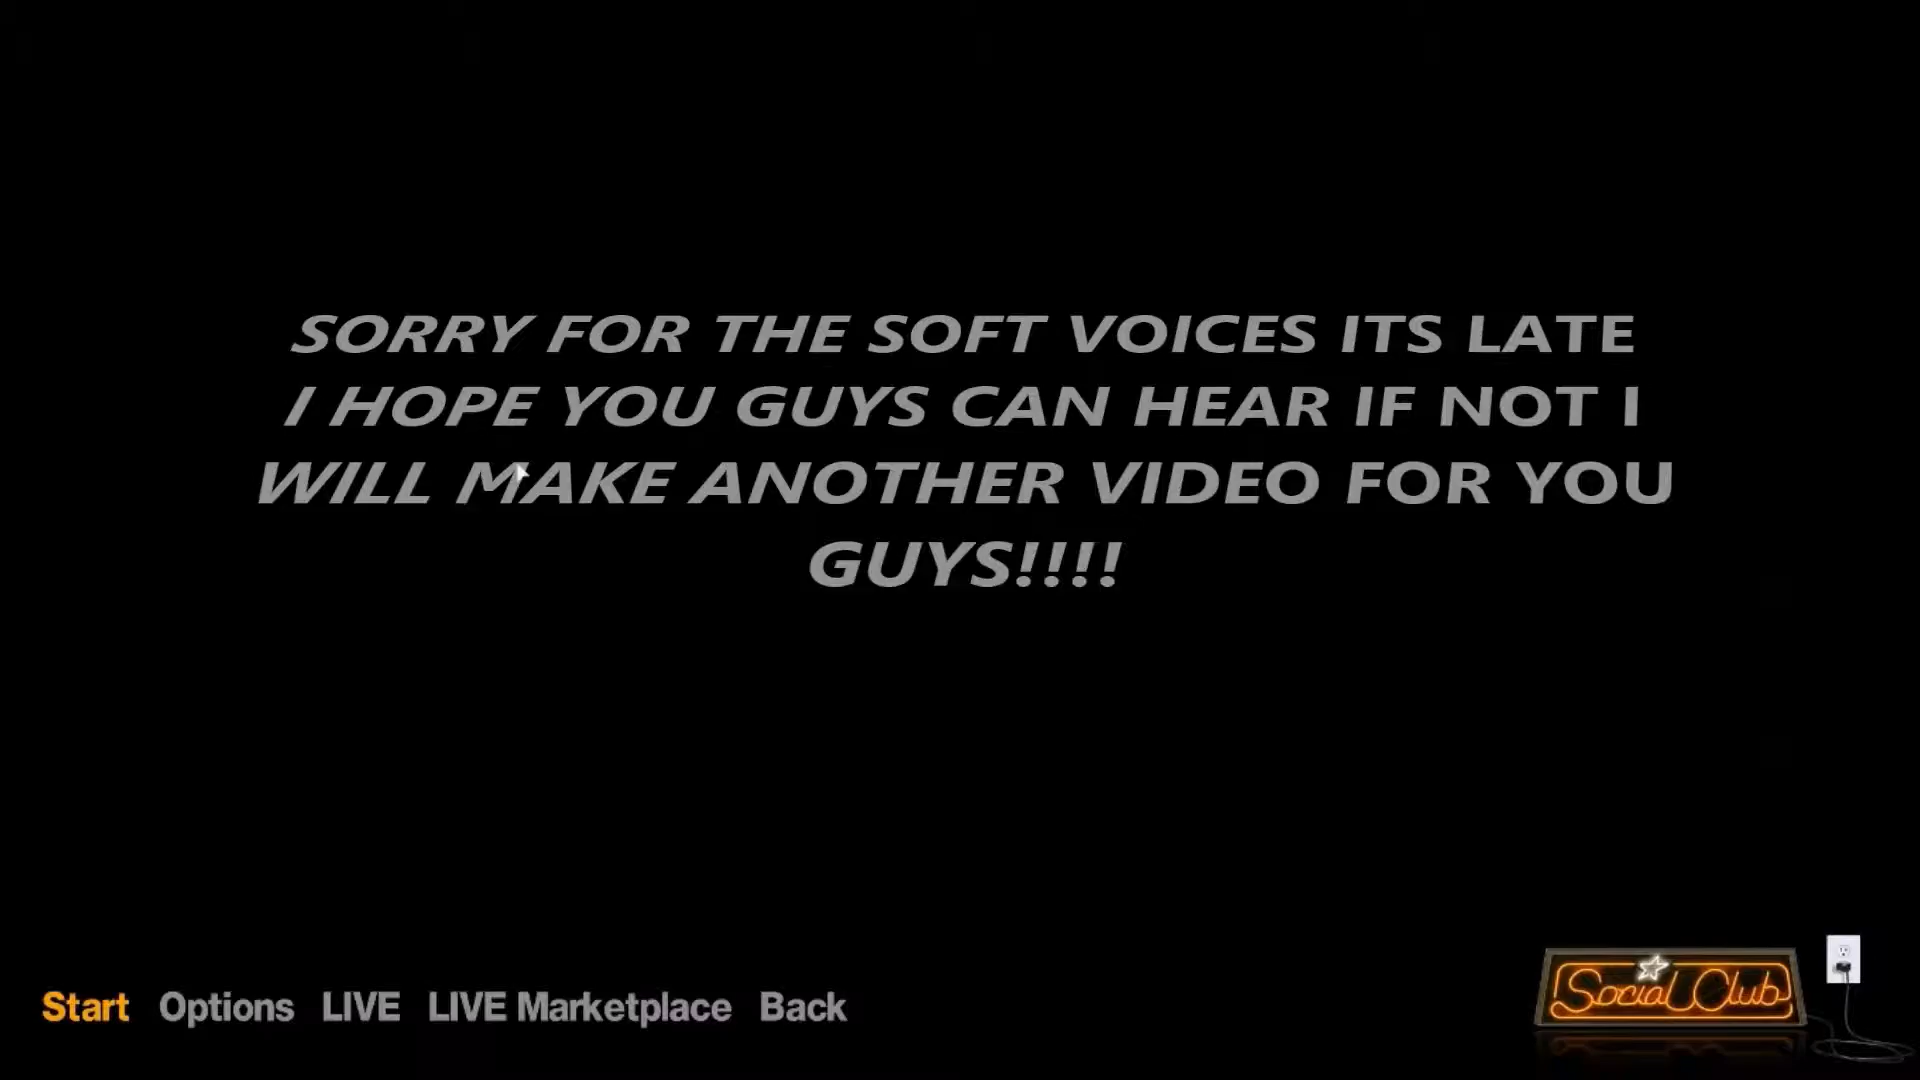 SORRY FOR THE SOFT VOICES ITS LATE
I HOPE YOU GUYS CAN HEAR IF NOT I
WILL MAKE ANOTHER VIDEO FOR YOU
GUYS!!!!
Start Options LIVE LIVE Marketplace Back
Social Club